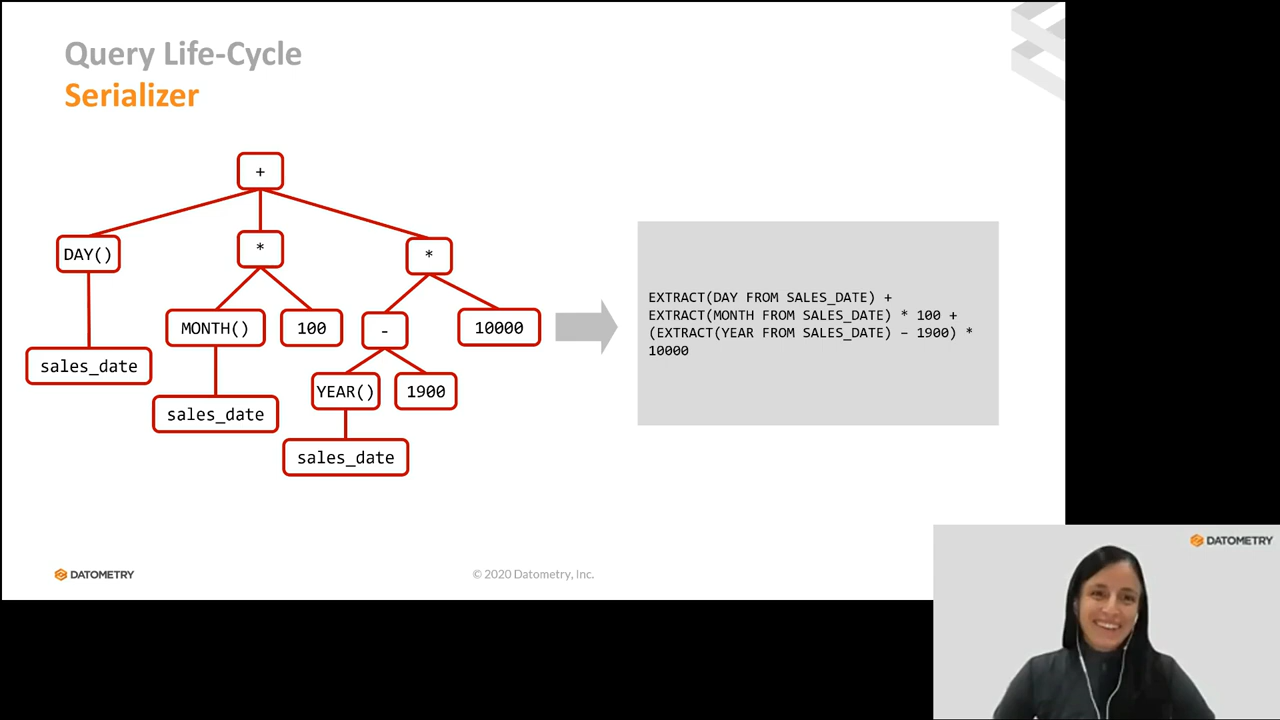 Query Life-Cycle
Serializer
+
DAY()
*
*
MONTH()
100
-
10000
sales_date
YEAR()
1900
sales_date
sales_date
EXTRACT(DAY FROM SALES_DATE) +
EXTRACT(MONTH FROM SALES_DATE) * 100 +
(EXTRACT(YEAR FROM SALES_DATE) – 1900) *
10000
DATOMETRY
© 2020 Datometry, Inc.
DATOMETRY